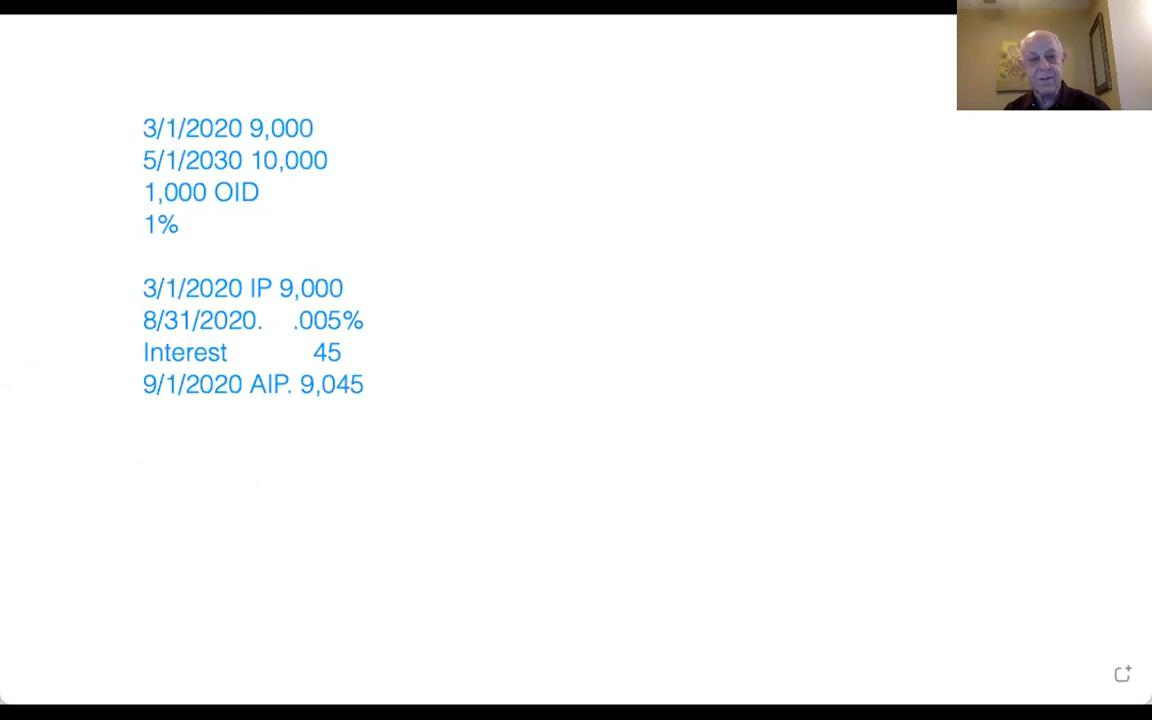 3/1/2020 9,000
5/1/2030 10,000
1,000 OID
1%
3/1/2020 IP 9,000
8/31/2020. .005%
Interest 45
9/1/2020 AIP. 9,045